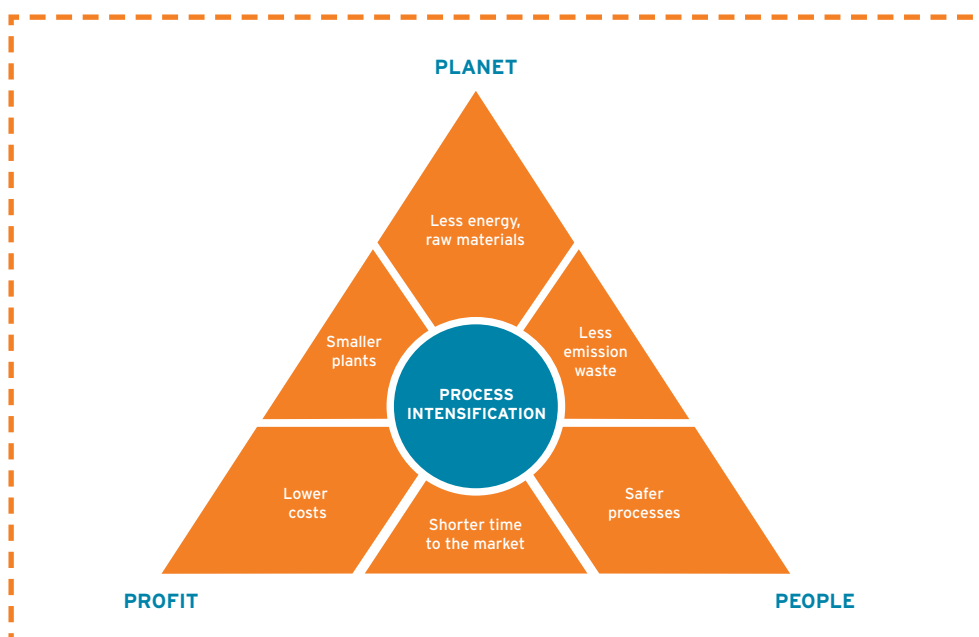 PLANET
Less energy,
raw materials
Smaller
plants
Less
emission
waste
PROCESS
INTENSIFICATION
Lower
costs
Safer
processes
Shorter time
to the market
PROFIT
PEOPLE